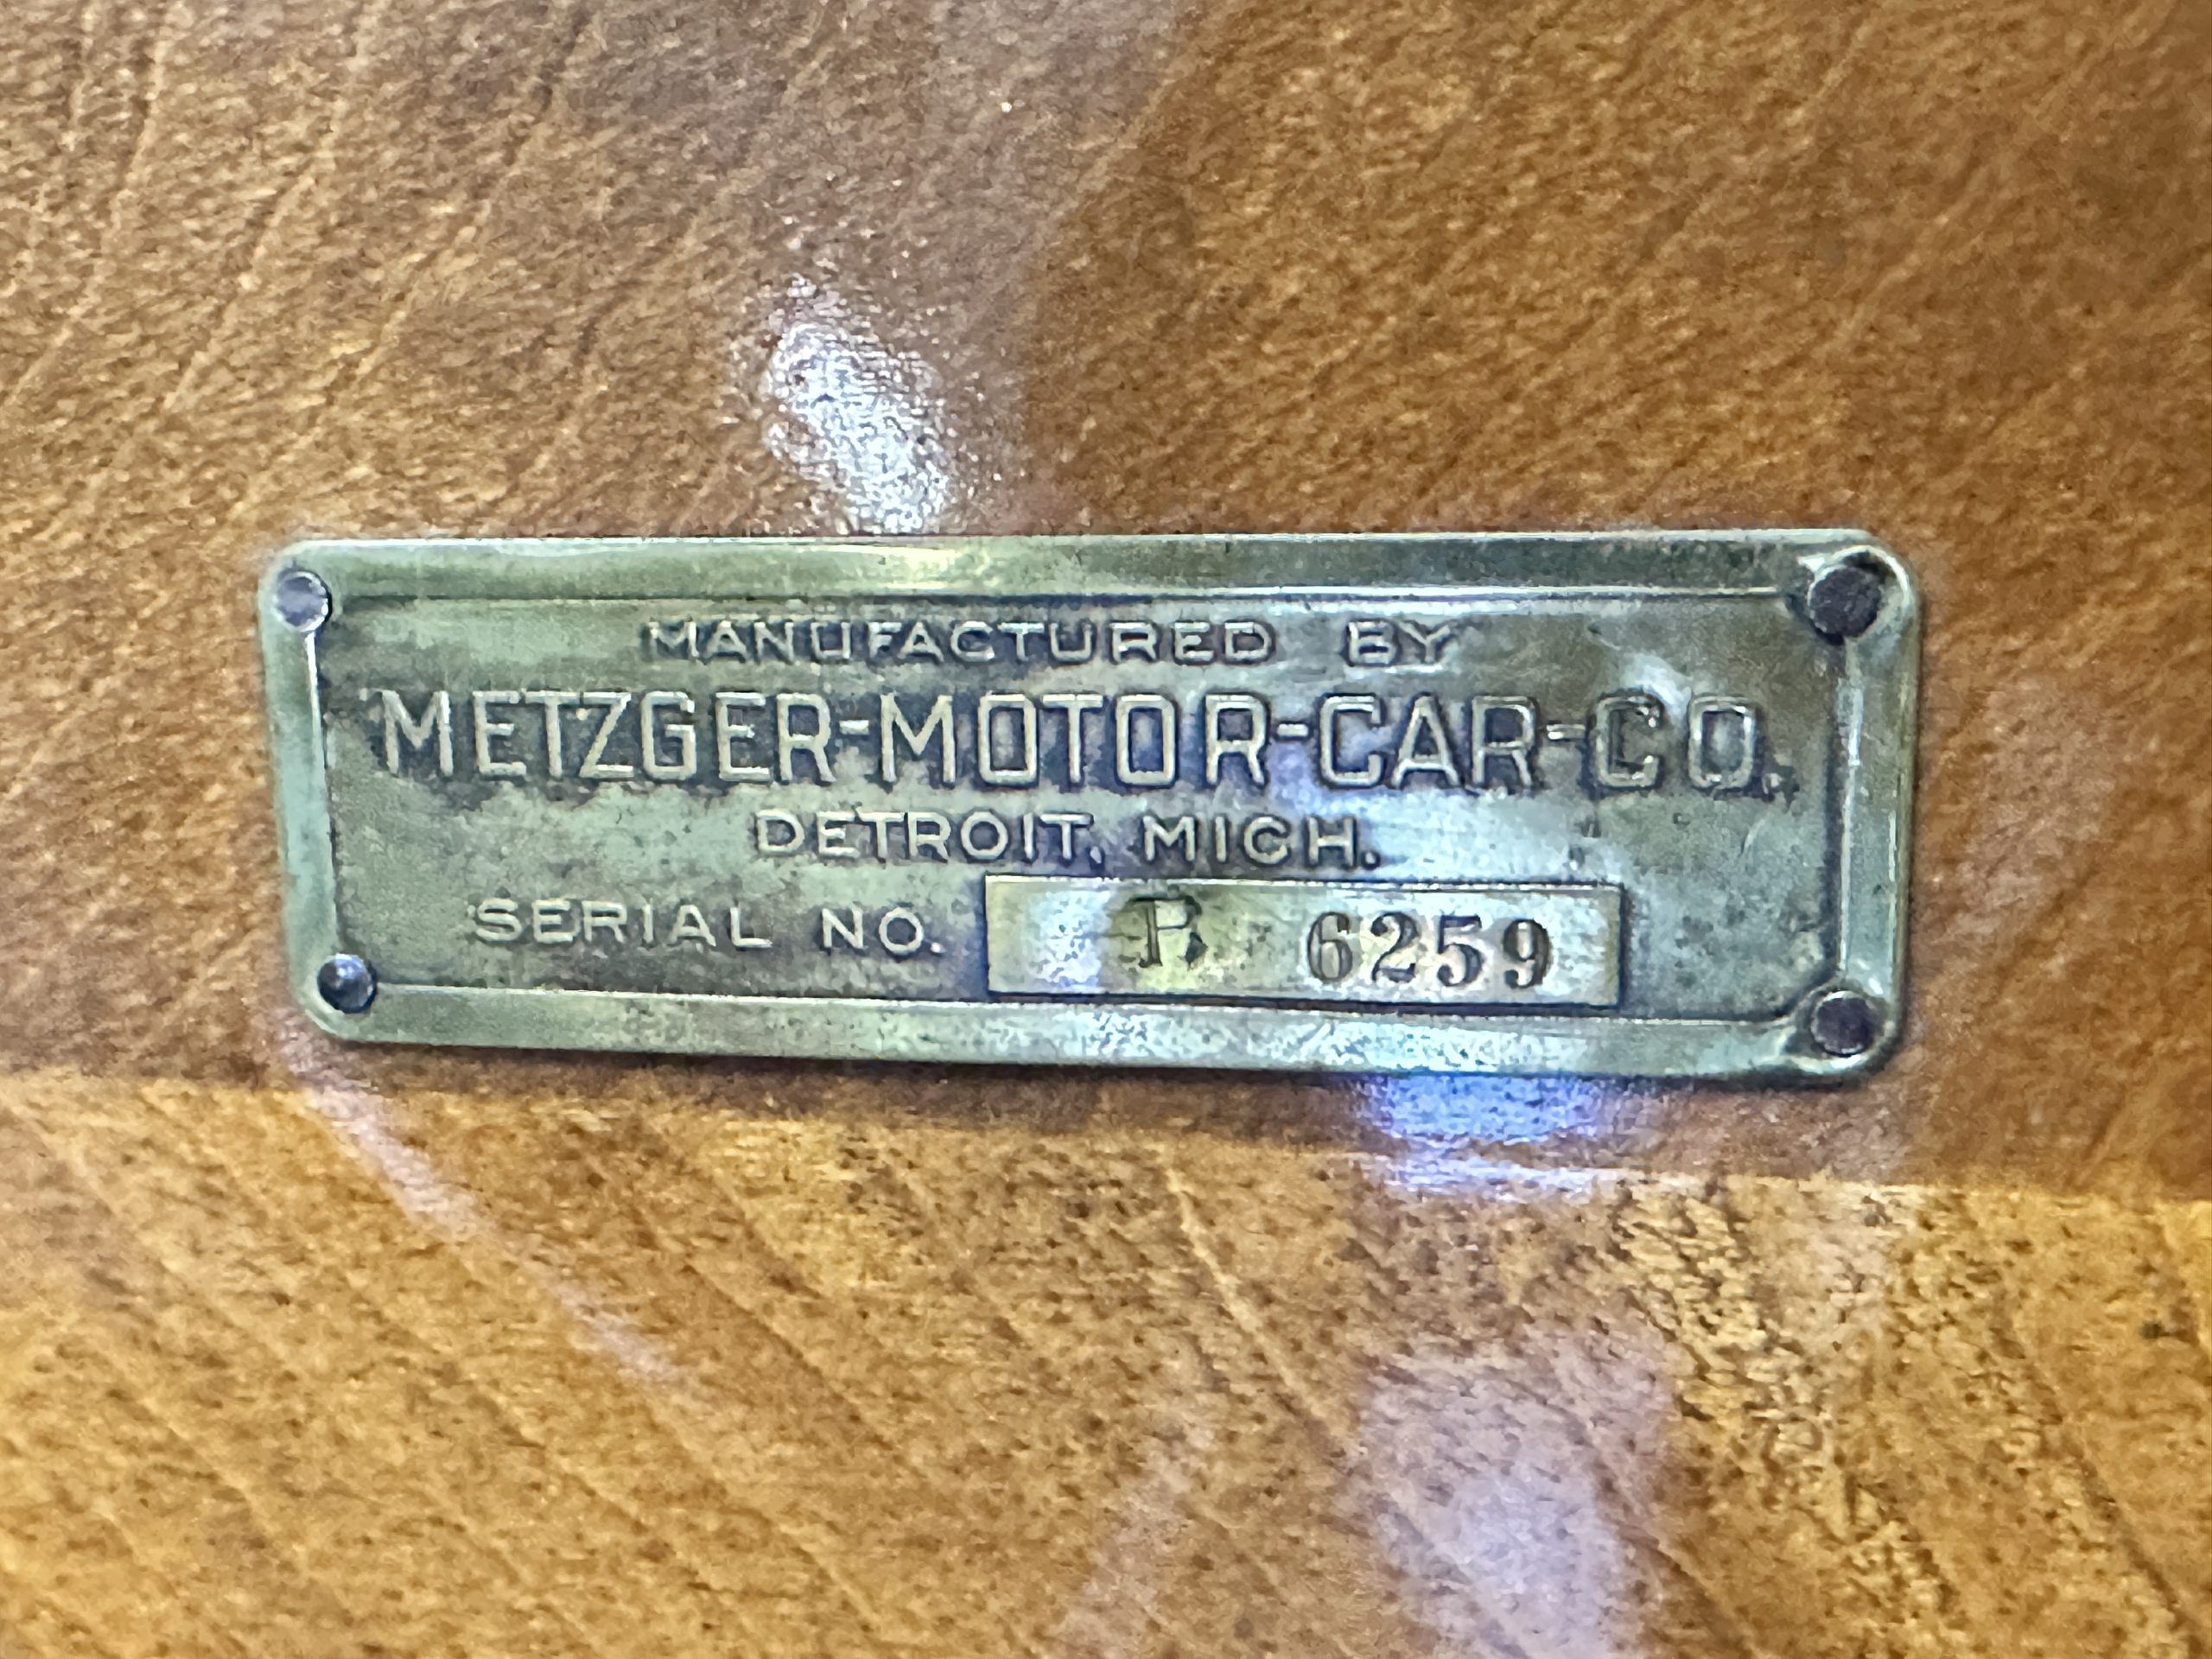 MANUFACTURED BY
METZGER-MOTOR-CAR-CO.
DETROIT, MICH.
SERIAL NO. 6259